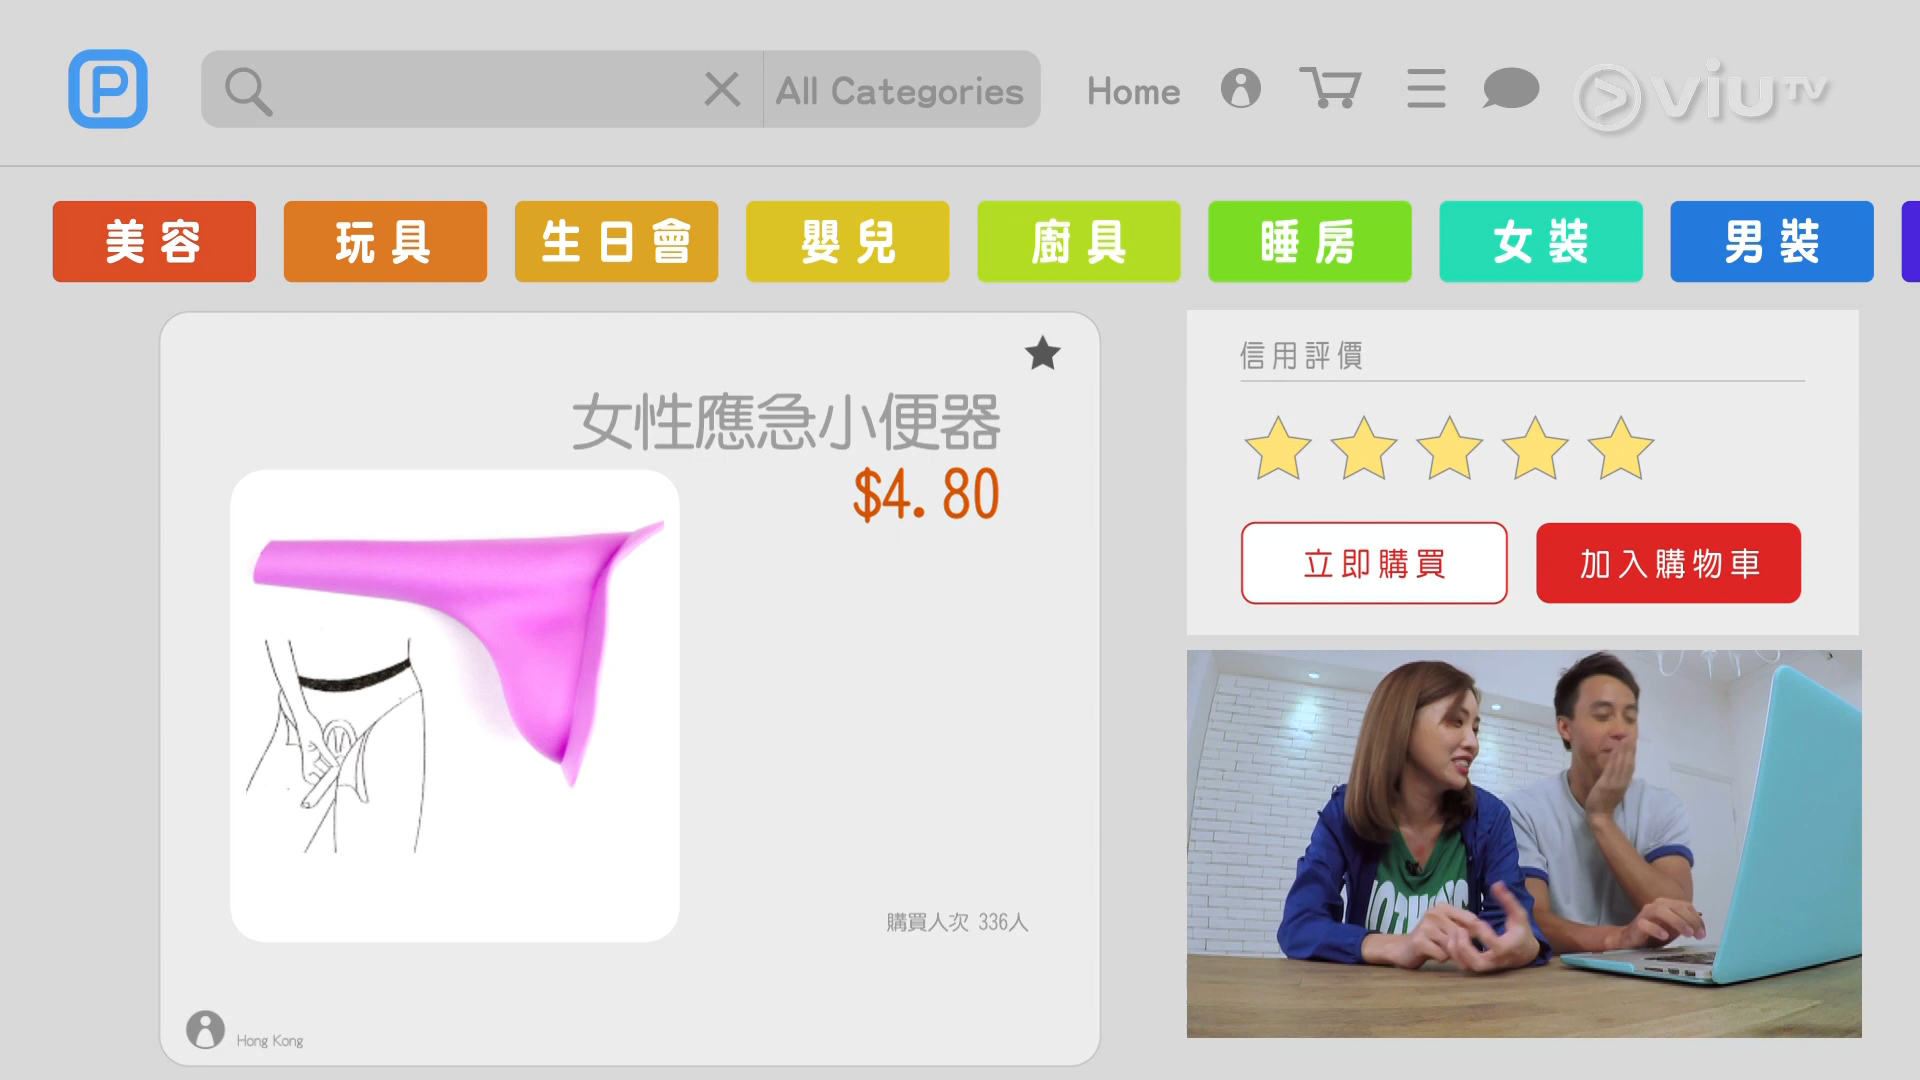 P
All Categories
Home
viuTV
美容
玩具
生日會
嬰兒
廚具
睡房
女裝
男裝
女性應急小便器
$4.80
購買人次 336人
Hong Kong
信用評價
立即購買
加入購物車